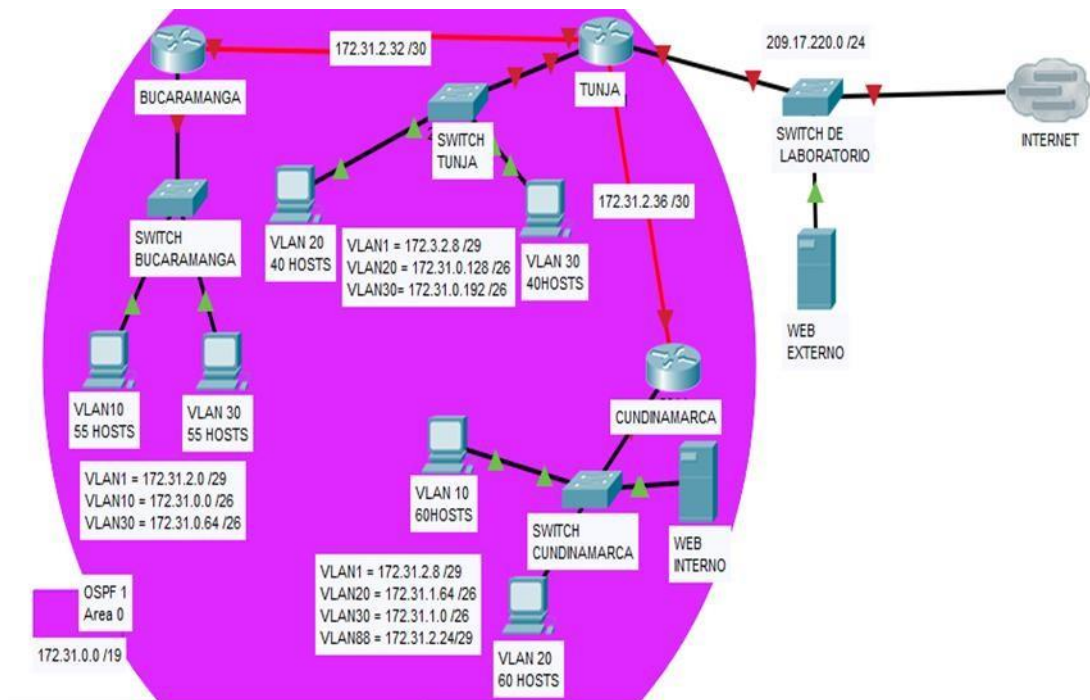 172.31.2.32 /30
209.17.220.0 /24
BUCARAMANGA
TUNJA
INTERNET
SWITCH
TUNJA
SWITCH DE
LABORATORIO
172.31.2.36 /30
SWITCH
BUCARAMANGA
VLAN 20
40 HOSTS
VLAN1 = 172.3.2.8 /29
VLAN20 = 172.31.0.128 /26
VLAN30= 172.31.0.192 /26
VLAN 30
40HOSTS
WEB
EXTERNO
VLAN10
55 HOSTS
VLAN 30
55 HOSTS
CUNDINAMARCA
VLAN1 = 172.31.2.0 /29
VLAN10 = 172.31.0.0 /26
VLAN30 = 172.31.0.64 /26
VLAN 10
60HOSTS
SWITCH
CUNDINAMARCA
WEB
INTERNO
VLAN1 = 172.31.2.8 /29
VLAN20 = 172.31.1.64 /26
VLAN30 = 172.31.1.0 /26
VLAN88 = 172.31.2.24/29
VLAN 20
60 HOSTS
OSPF 1
Area 0
172.31.0.0 /19